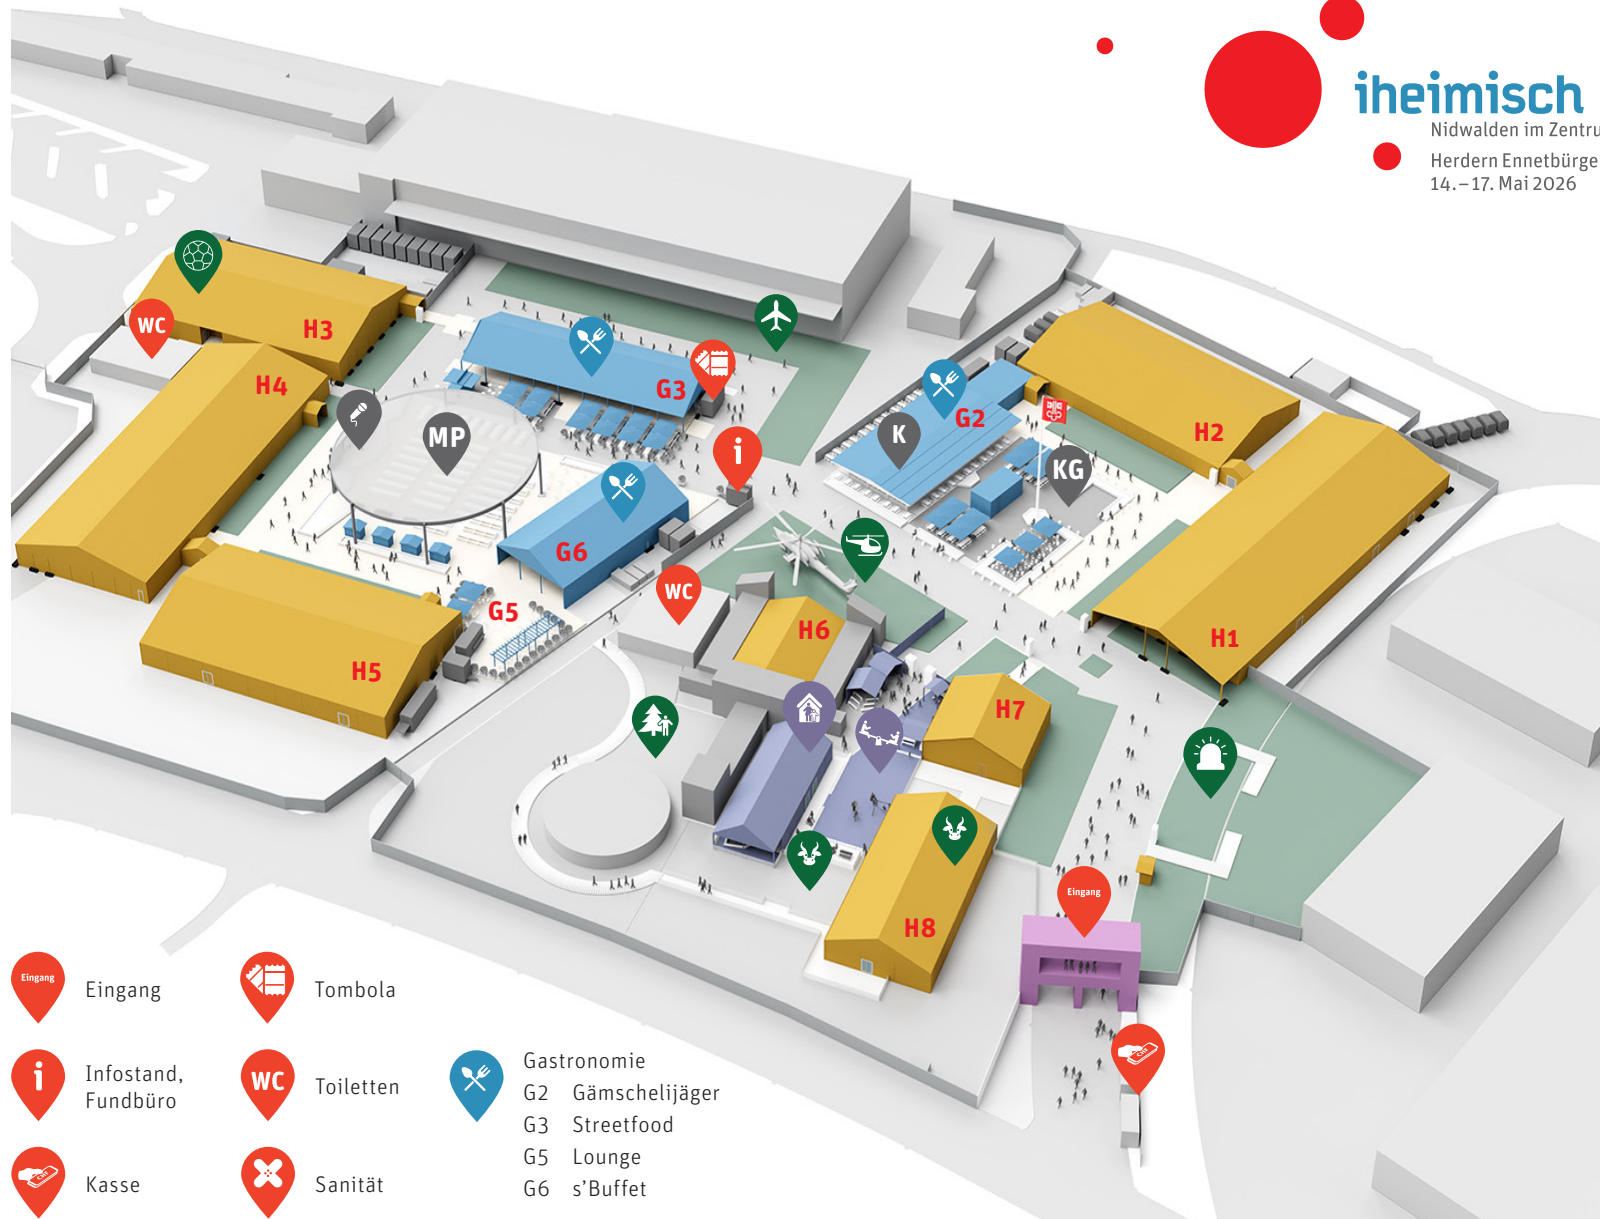 iheimisch
Nidwalden im Zentru
Herdern Ennetbürge
14.–17. Mai 2026
WC
H3
H4
G3
MP
i
G2
K
KG
H2
G6
G5
H5
WC
H6
H1
H7
H8
Eingang
CHF
Eingang
Eingang
Tombola
i
Infostand,
Fundbüro
WC
Toiletten
CHF
Kasse
Sanität
Gastronomie
G2 Gämschelijäger
G3 Streetfood
G5 Lounge
G6 s'Buffet